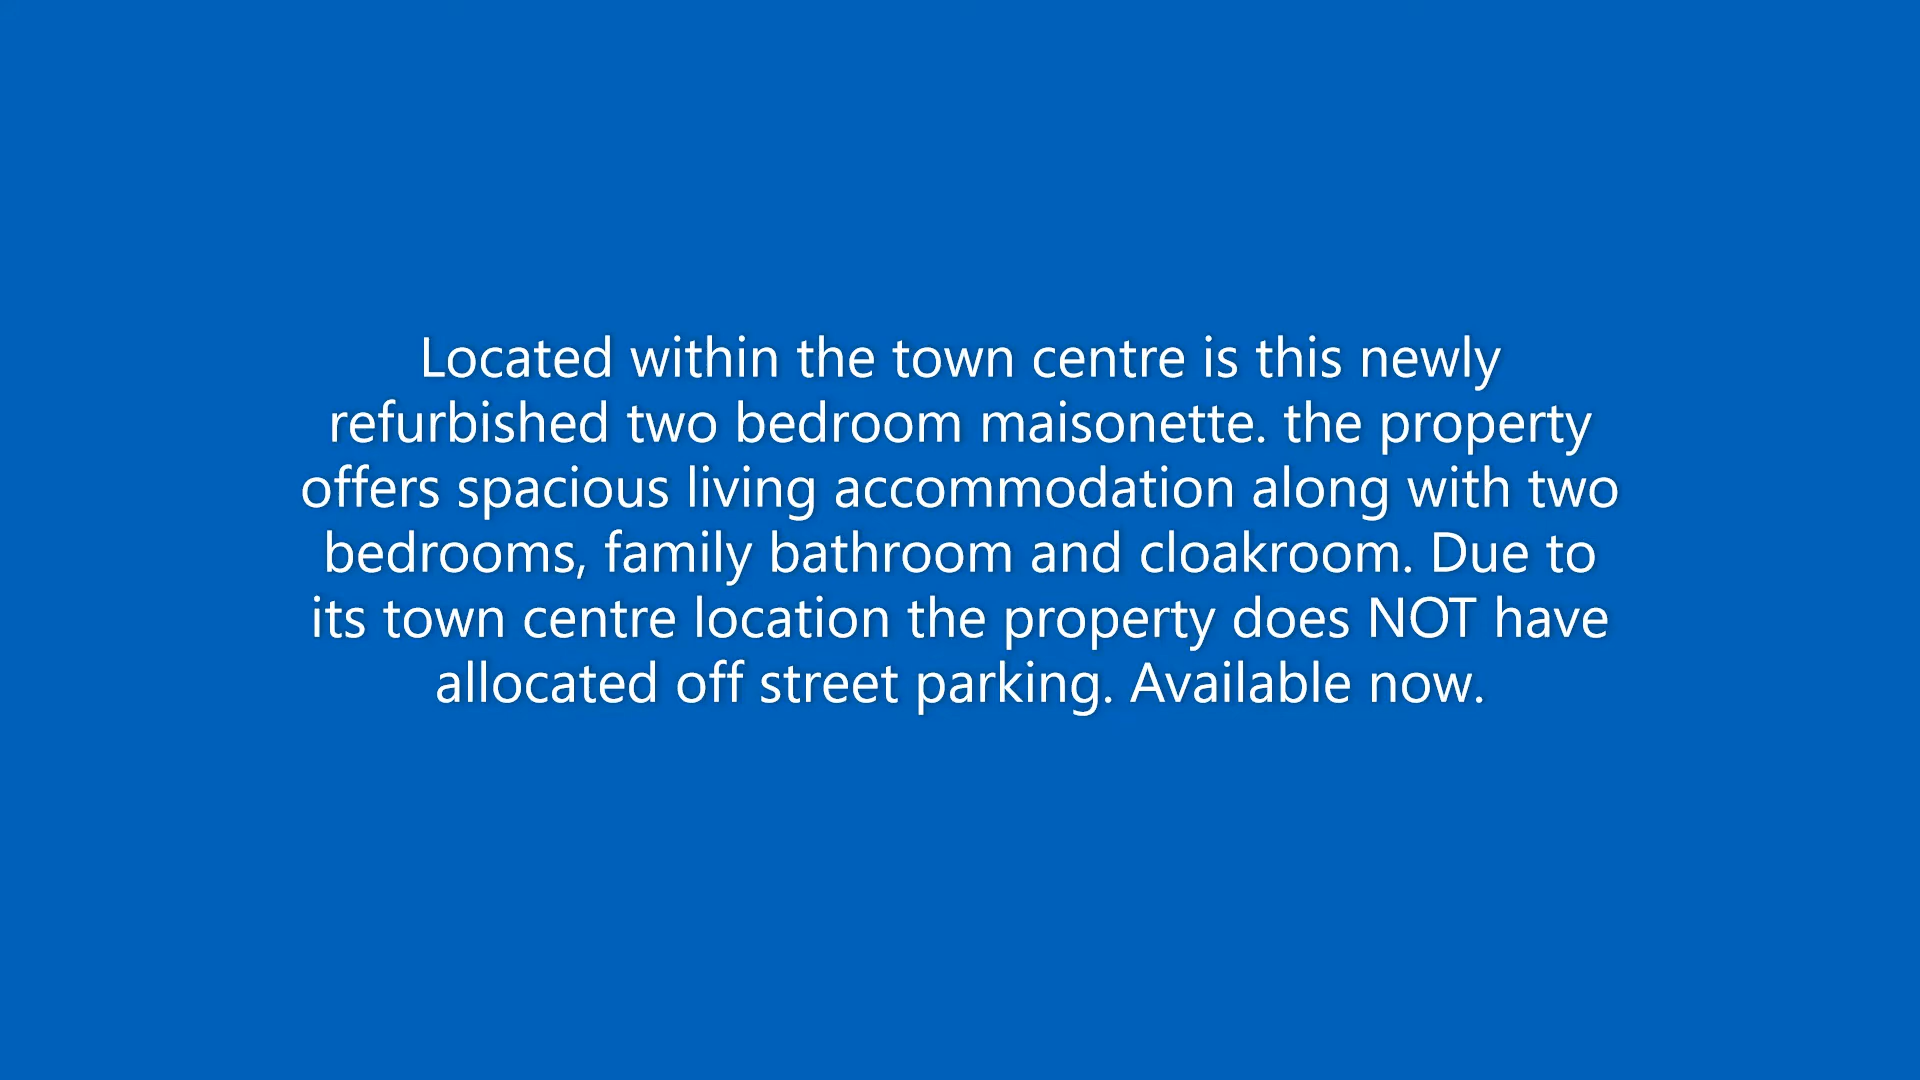 Located within the town centre is this newly
refurbished two bedroom maisonette. the property
offers spacious living accommodation along with two
bedrooms, family bathroom and cloakroom. Due to
its town centre location the property does NOT have
allocated off street parking. Available now.